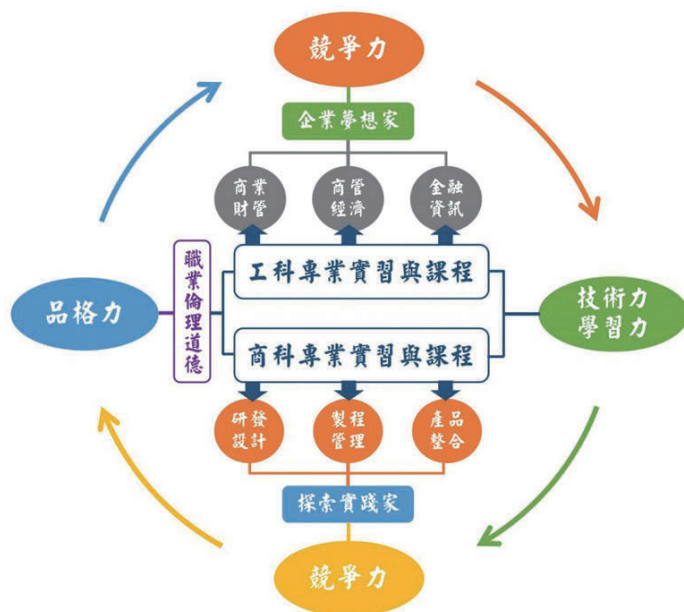 競爭力
企業夢想家
商業
財管
商管
經濟
金融
資訊
工科專業實習與課程
職業倫理道德
品格力
技術力
學習力
商科專業實習與課程
研發
設計
製程
管理
產品
整合
探索實踐家
競爭力